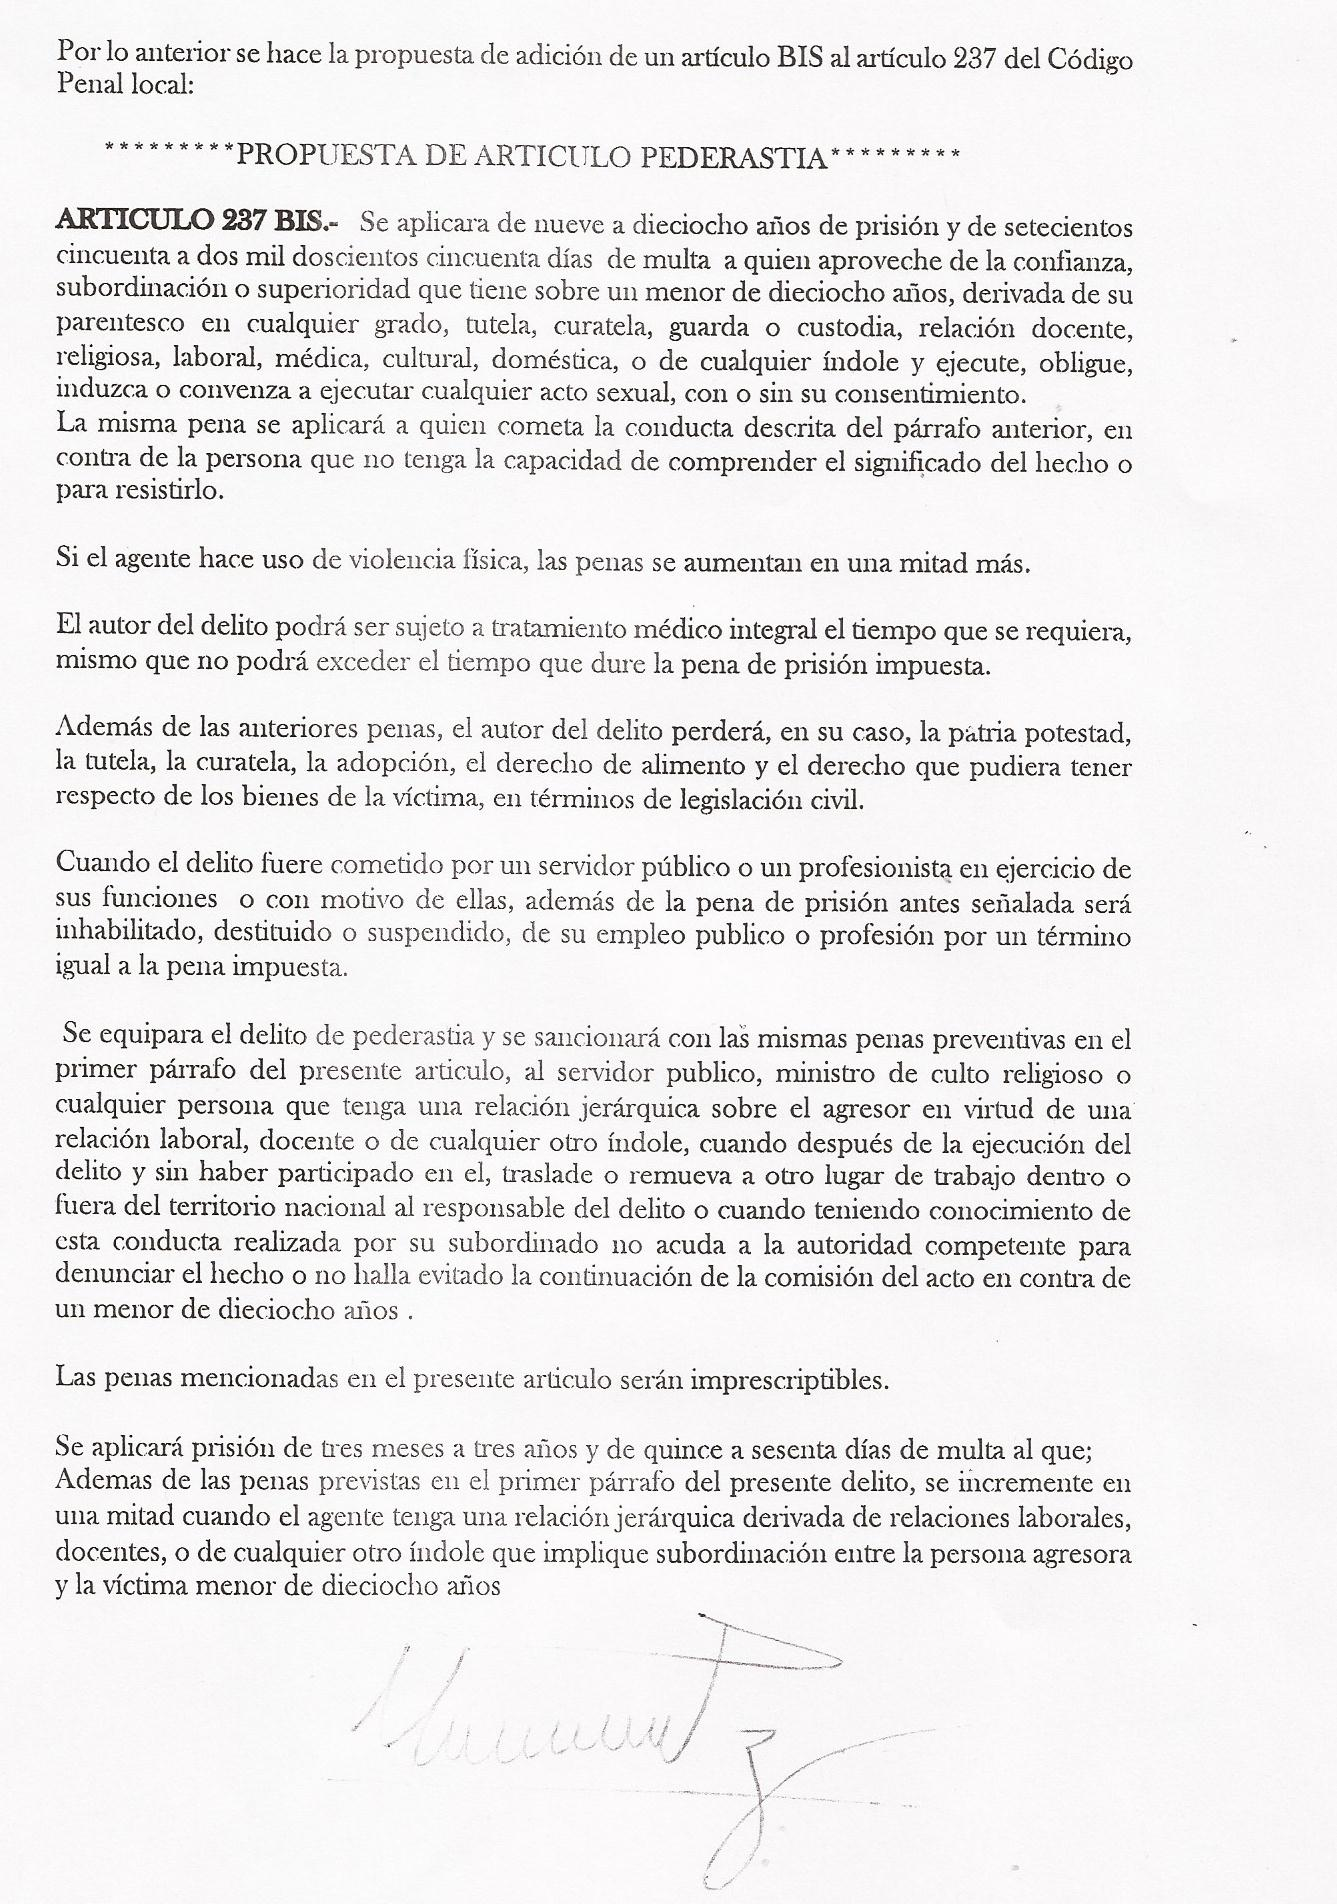 Por lo anterior se hace la propuesta de adición de un artículo BIS al artículo 237 del Código
Penal local:
*********PROPUESTA DE ARTICULO PEDERASTIA*********
ARTICULO 237 BIS.- Se aplicara de nueve a dieciocho años de prisión y de setecientos
cincuenta a dos mil doscientos cincuenta días de multa a quien aproveche de la confianza,
subordinación o superioridad que tiene sobre un menor de dieciocho años, derivada de su
parentesco en cualquier grado, tutela, curatela, guarda o custodia, relación docente,
religiosa, laboral, médica, cultural, doméstica, o de cualquier índole y ejecute, obligue,
induzca o convenza a ejecutar cualquier acto sexual, con o sin su consentimiento.
La misma pena se aplicará a quien cometa la conducta descrita del párrafo anterior, en
contra de la persona que no tenga la capacidad de comprender el significado del hecho o
para resistirlo.
Si el agente hace uso de violencia física, las penas se aumentan en una mitad más.
El autor del delito podrá ser sujeto a tratamiento médico integral el tiempo que se requiera,
mismo que no podrá exceder el tiempo que dure la pena de prisión impuesta.
Además de las anteriores penas, el autor del delito perderá, en su caso, la patria potestad,
la tutela, la curatela, la adopción, el derecho de alimento y el derecho que pudiera tener
respecto de los bienes de la víctima, en términos de legislación civil.
Cuando el delito fuere cometido por un servidor público o un profesionista en ejercicio de
sus funciones o con motivo de ellas, además de la pena de prisión antes señalada será
inhabilitado, destituido o suspendido, de su empleo publico o profesión por un término
igual a la pena impuesta.
Se equipara el delito de pederastia y se sancionará con las mismas penas preventivas en el
primer párrafo del presente articulo, al servidor publico, ministro de culto religioso o
cualquier persona que tenga una relación jerárquica sobre el agresor en virtud de una
relación laboral, docente o de cualquier otro índole, cuando después de la ejecución del
delito y sin haber participado en el, traslade o remueva a otro lugar de trabajo dentro o
fuera del territorio nacional al responsable del delito o cuando teniendo conocimiento de
esta conducta realizada por su subordinado no acuda a la autoridad competente para
denunciar el hecho o no halla evitado la continuación de la comisión del acto en contra de
un menor de dieciocho años .
Las penas mencionadas en el presente articulo serán imprescriptibles.
Se aplicará prisión de tres meses a tres años y de quince a sesenta días de multa al que;
Ademas de las penas previstas en el primer párrafo del presente delito, se incremente en
una mitad cuando el agente tenga una relación jerárquica derivada de relaciones laborales,
docentes, o de cualquier otro índole que implique subordinación entre la persona agresora
y la víctima menor de dieciocho años